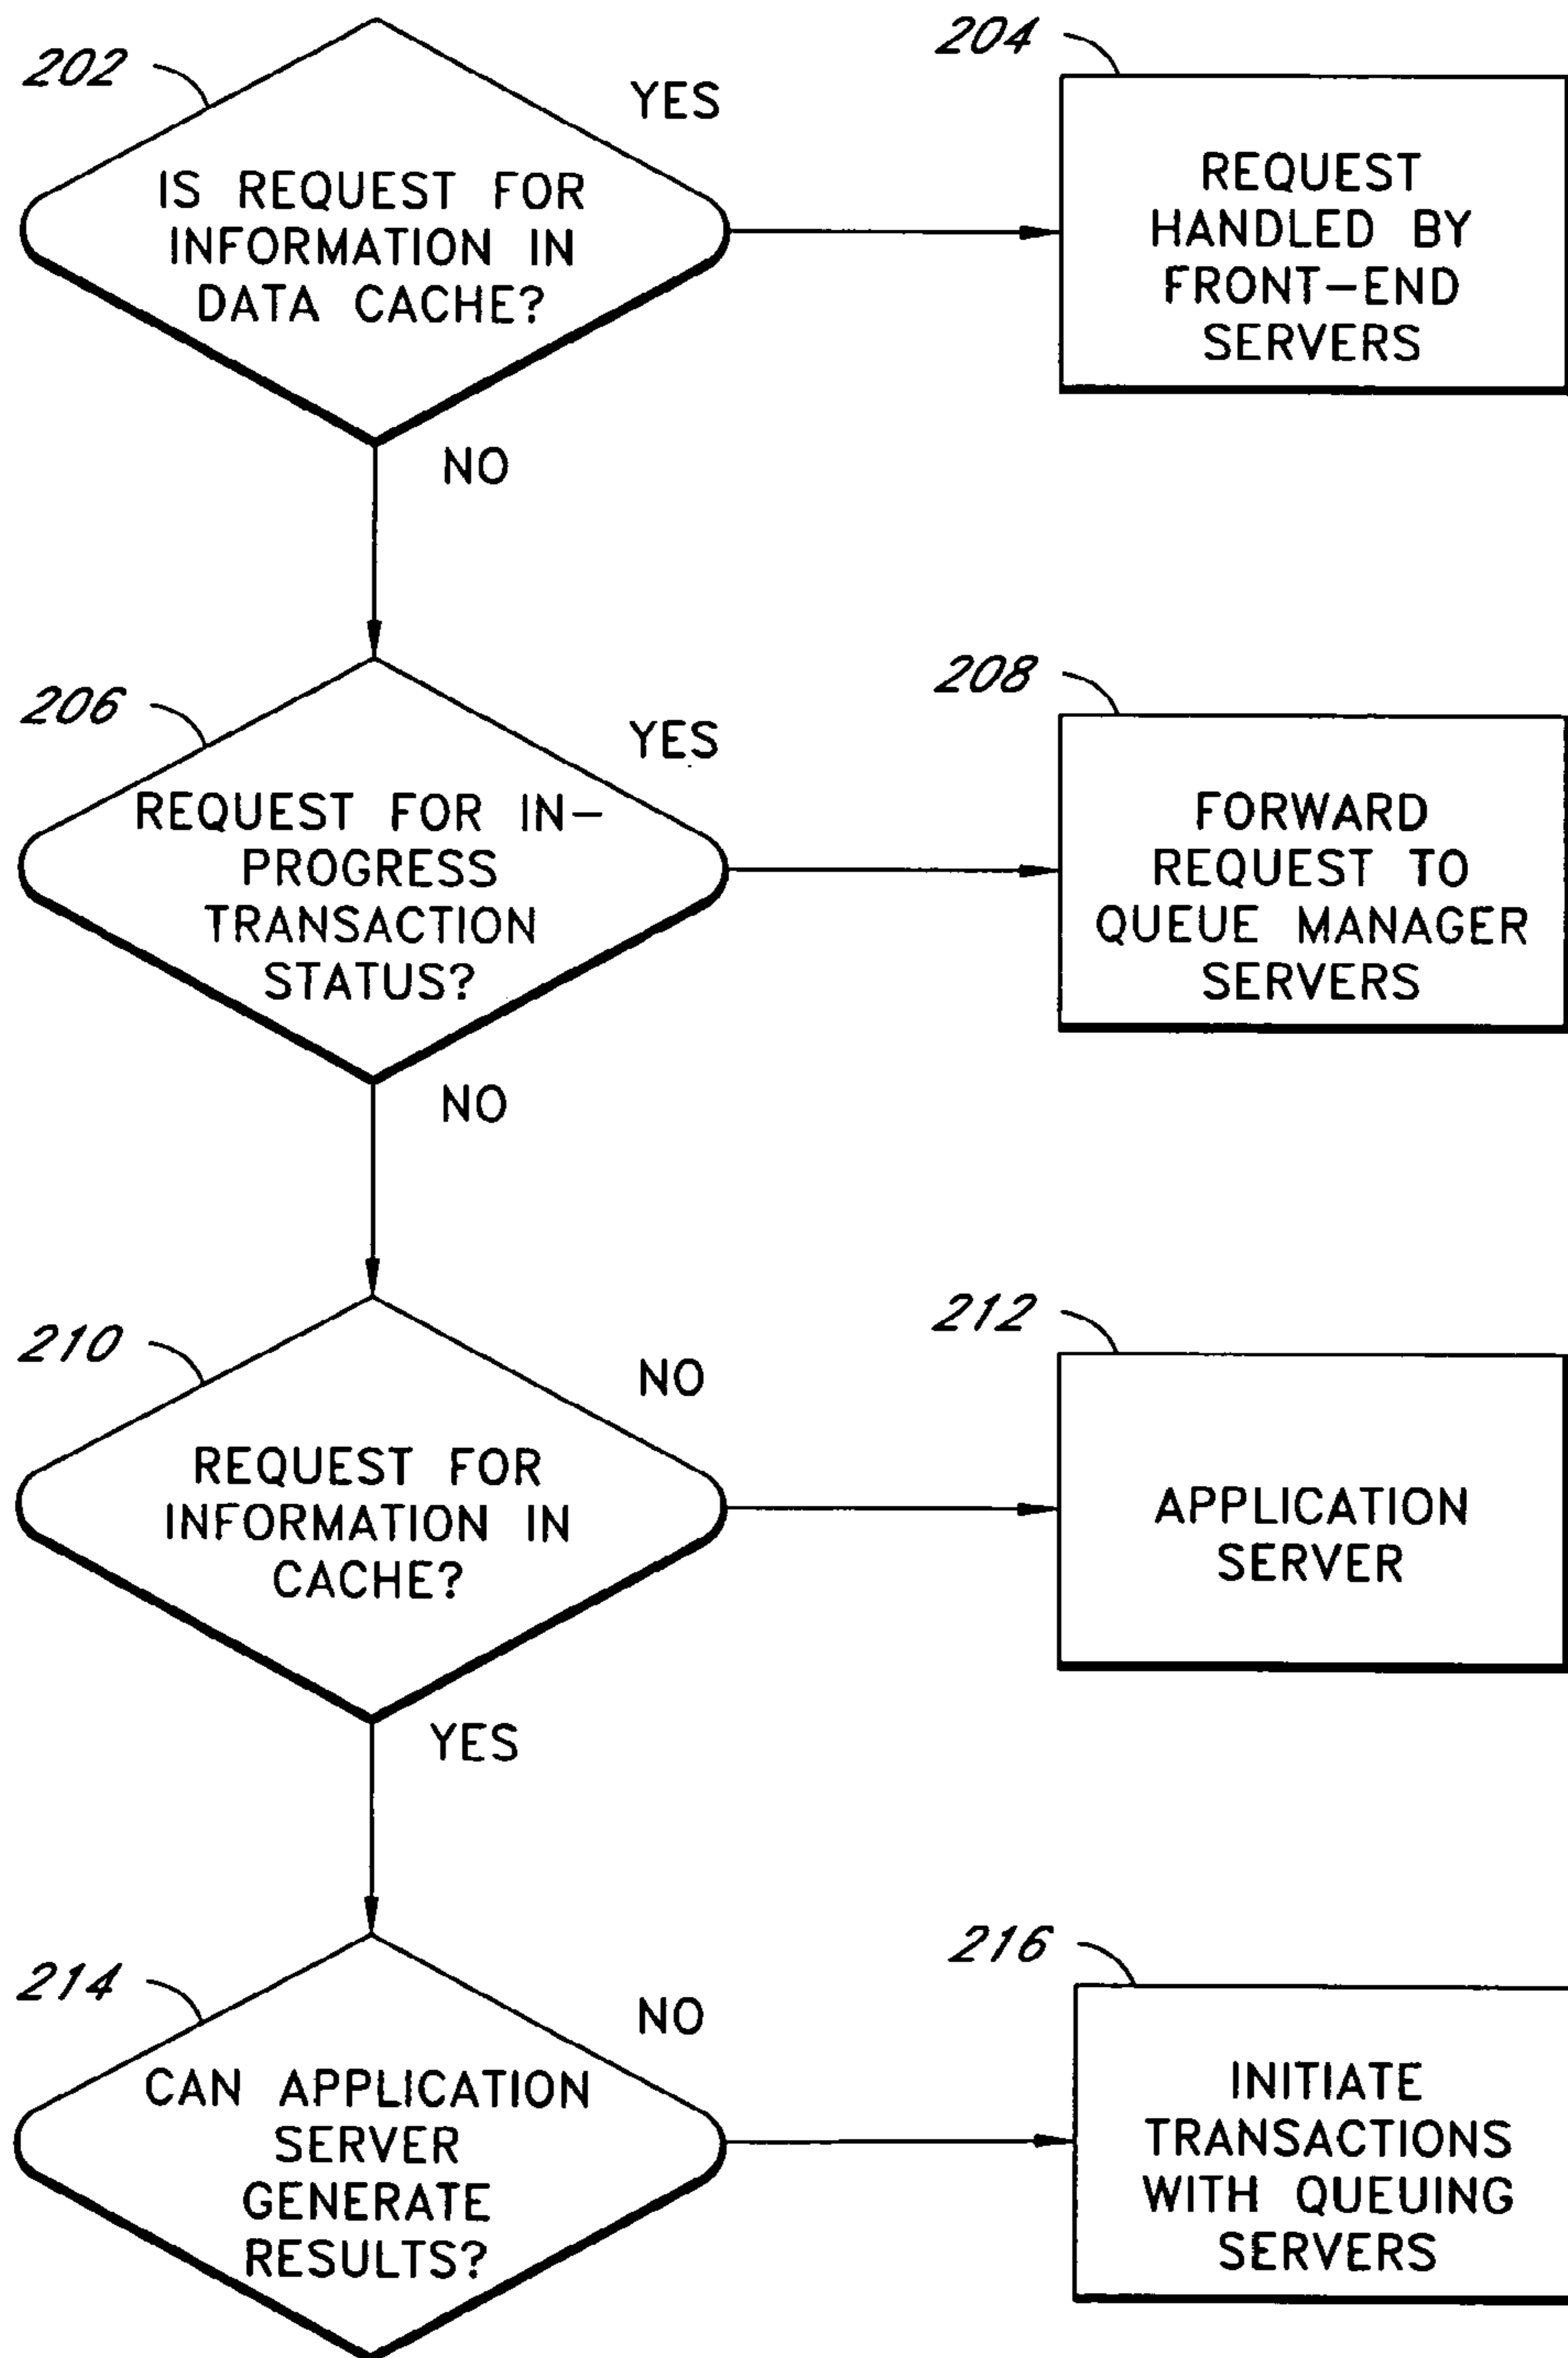 202
YES
IS REQUEST FOR
INFORMATION IN
DATA CACHE?
NO
204
REQUEST
HANDLED BY
FRONT-END
SERVERS
206
YES
REQUEST FOR IN-
PROGRESS
TRANSACTION
STATUS?
NO
208
FORWARD
REQUEST TO
QUEUE MANAGER
SERVERS
210
NO
REQUEST FOR
INFORMATION IN
CACHE?
YES
212
APPLICATION
SERVER
214
NO
CAN APPLICATION
SERVER
GENERATE
RESULTS?
216
INITIATE
TRANSACTIONS
WITH QUEUING
SERVERS